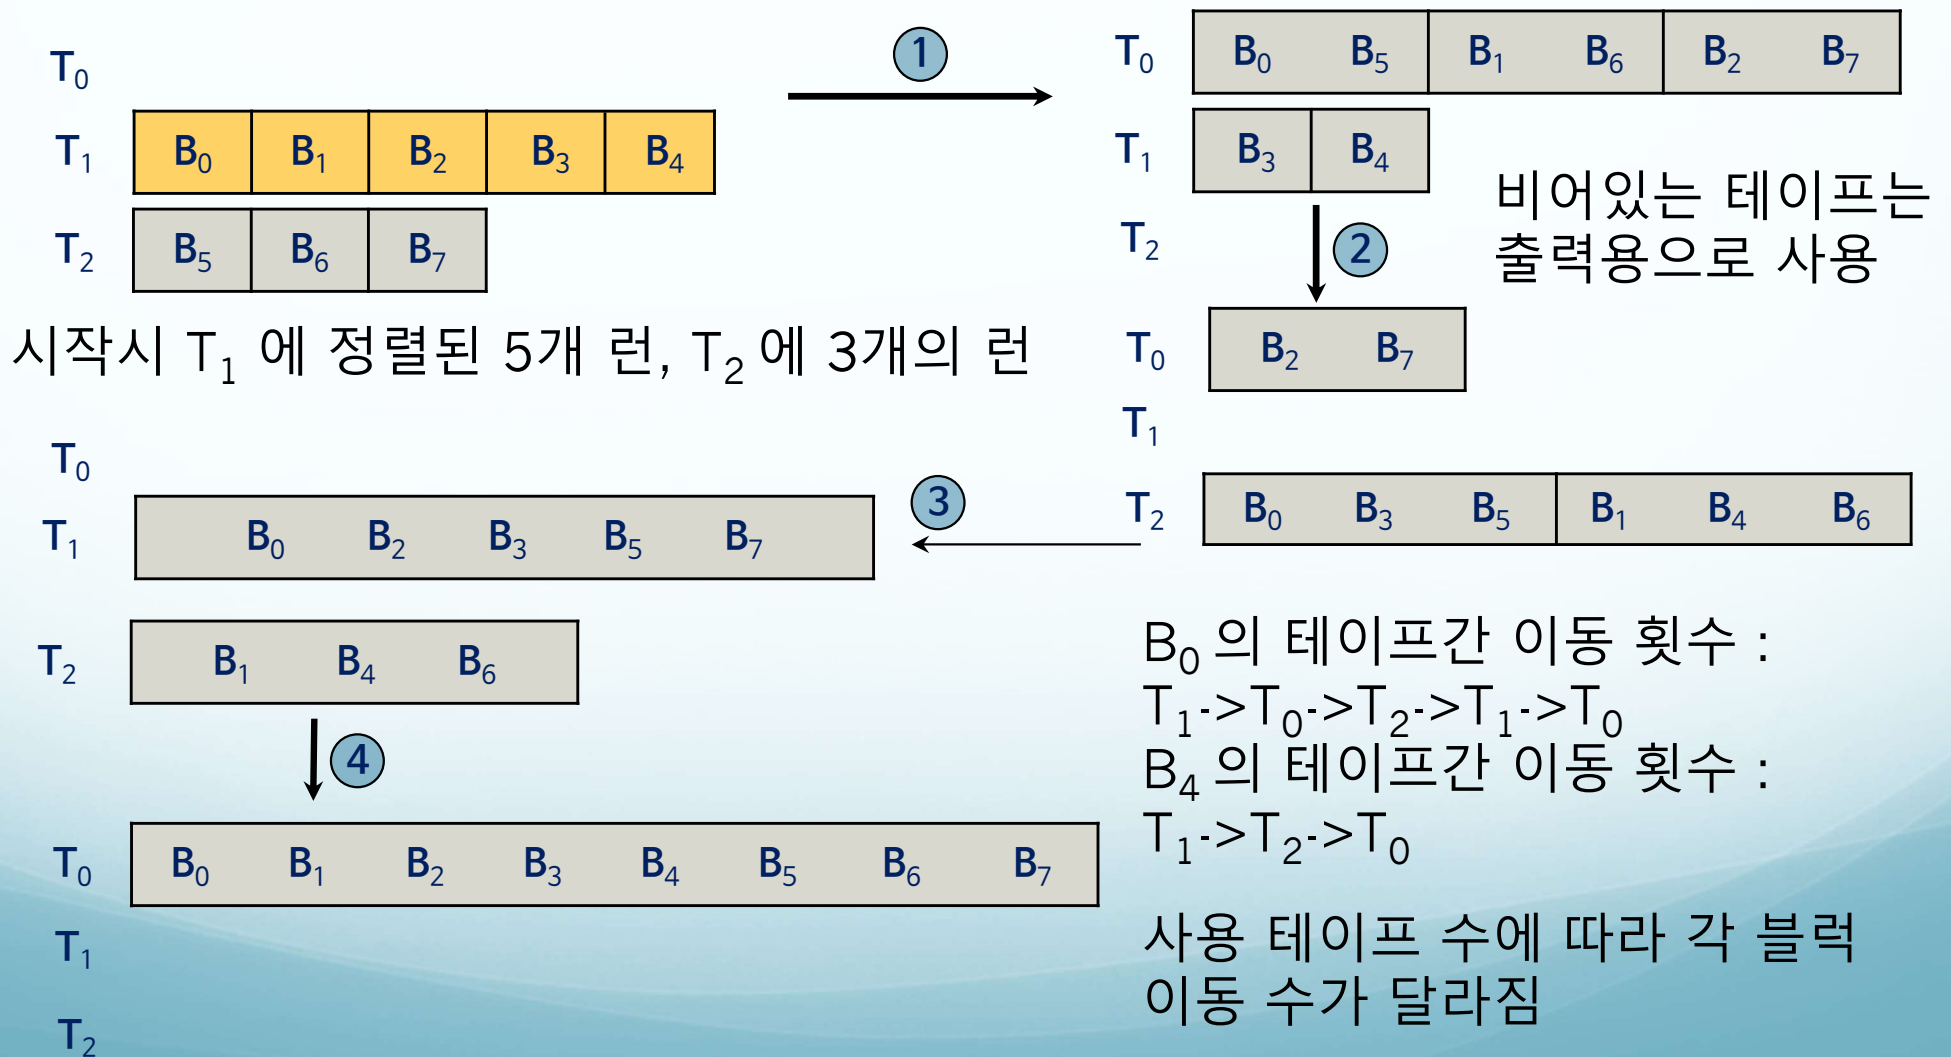 T₀
T₁ B₀ B₁ B₂ B₃ B₄
T₂ B₅ B₆ B₇
시작시 T₁ 에 정렬된 5개 런, T₂ 에 3개의 런
1
T₀ B₀ B₅ B₁ B₆ B₂ B₇
T₁ B₃ B₄
T₂
비어있는 테이프는
출력용으로 사용
2
T₀ B₂ B₇
T₁
T₂ B₀ B₃ B₅ B₁ B₄ B₆
3
T₀
T₁ B₀ B₂ B₃ B₅ B₇
T₂ B₁ B₄ B₆
4
T₀ B₀ B₁ B₂ B₃ B₄ B₅ B₆ B₇
T₁
T₂
B₀ 의 테이프간 이동 횟수 :
T₁->T₀->T₂->T₁->T₀
B₄ 의 테이프간 이동 횟수 :
T₁->T₂->T₀
사용 테이프 수에 따라 각 블럭
이동 수가 달라짐